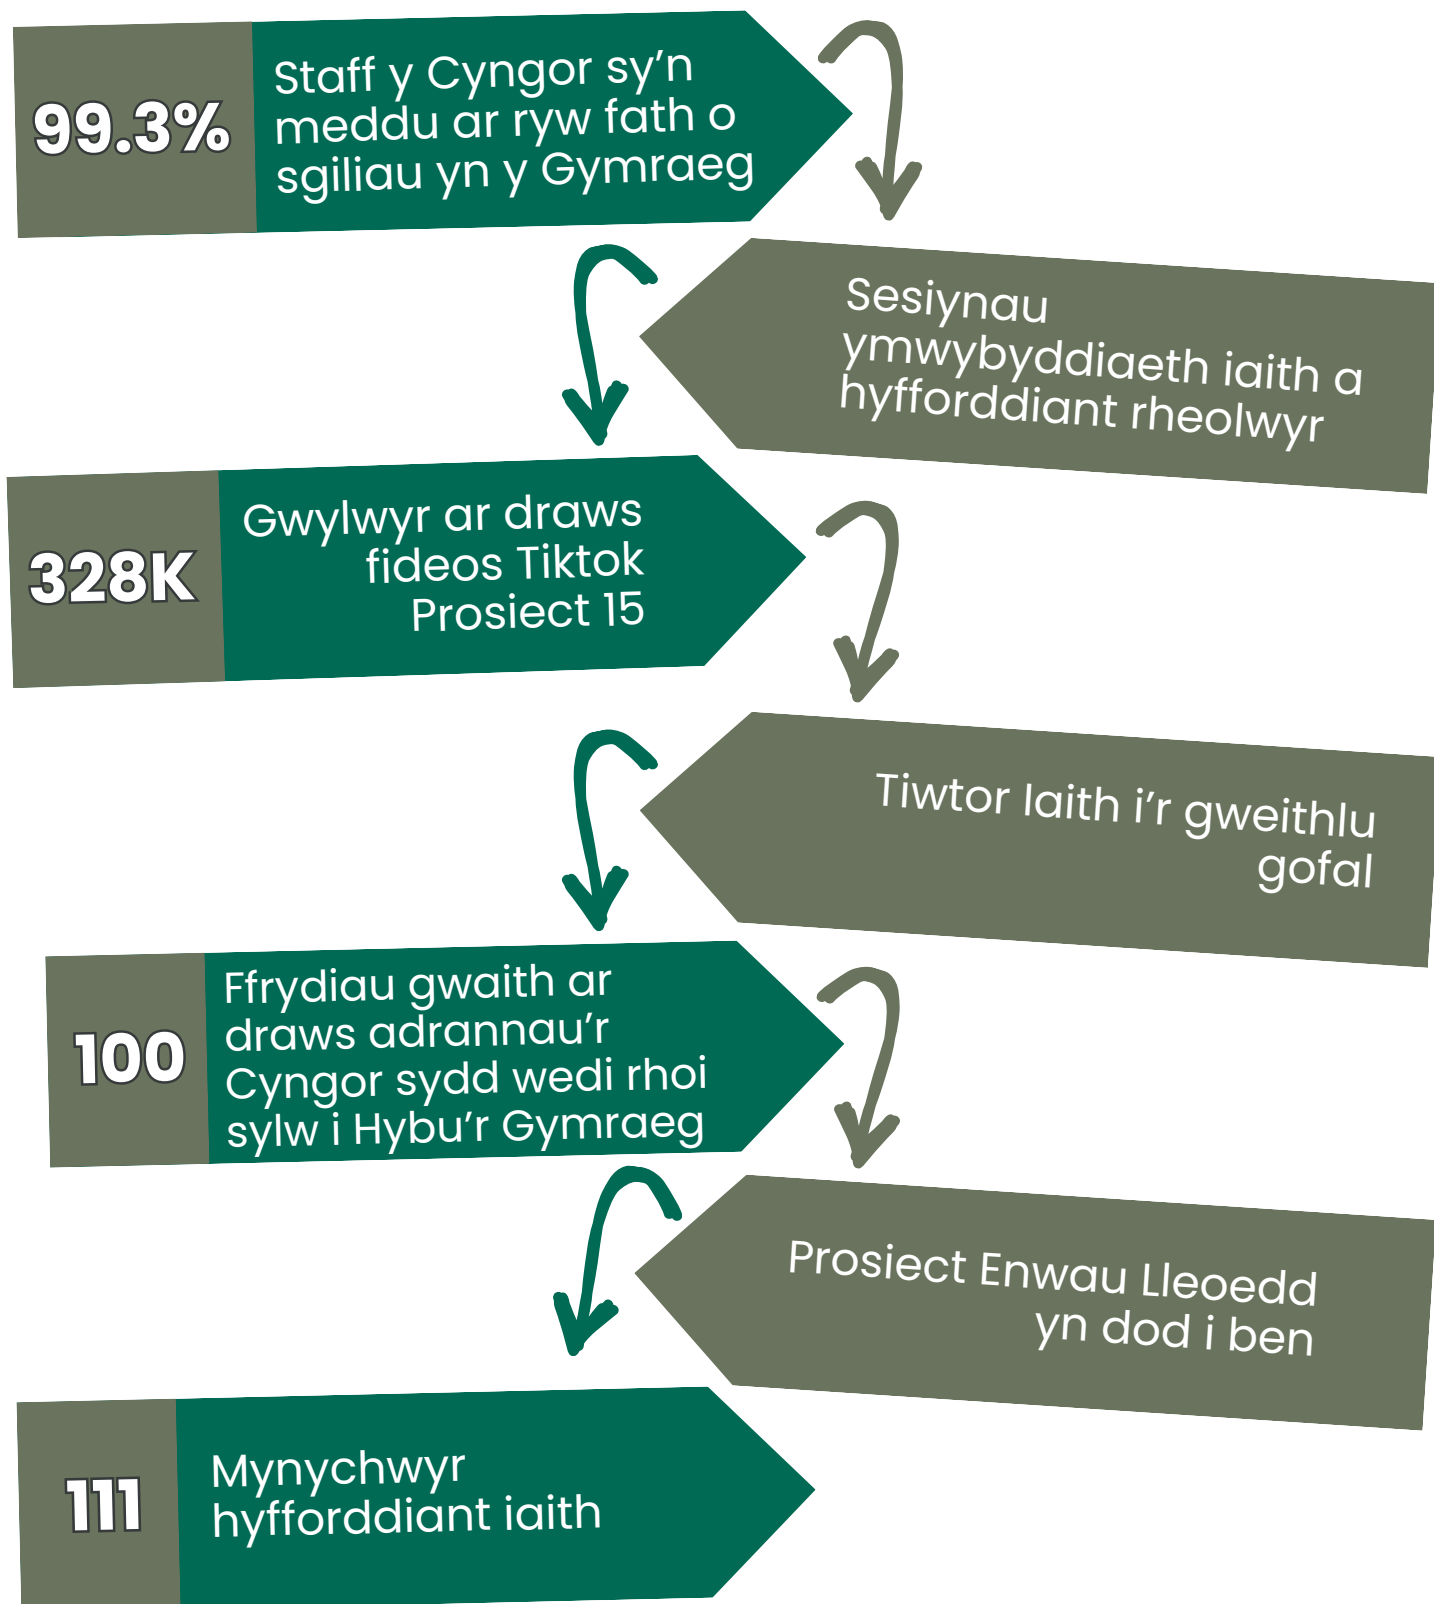 99.3%
Staff y Cyngor sy’n
meddu ar ryw fath o
sgiliau yn y Gymraeg
Sesiynau
ymwybyddiaeth iaith a
hyfforddiant rheolwyr
328K
Gwylwyr ar draws
fideos Tiktok
Prosiect 15
Tiwtor Iaith i’r gweithlu
gofal
100
Ffrydiau gwaith ar
draws adrannau’r
Cyngor sydd wedi rhoi
sylw i Hybu’r Gymraeg
Prosiect Enwau Lleoedd
yn dod i ben
111
Mynychwyr
hyfforddiant iaith